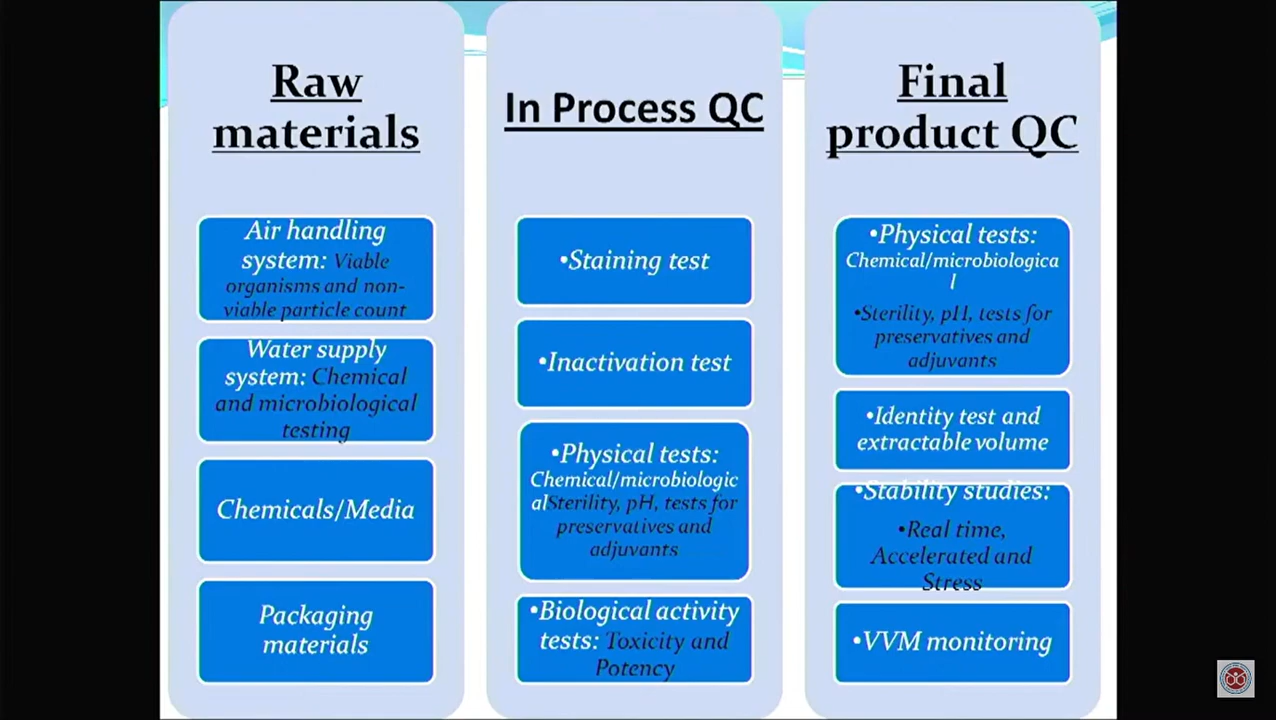 Raw
materials
Air handling
system: Viable
organisms and non-
viable particle count
Water supply
system: Chemical
and microbiological
testing
Chemicals/Media
Packaging
materials
In Process QC
•Staining test
•Inactivation test
•Physical tests:
Chemical/microbiologic
alSterility, pH, tests for
preservatives and
adjuvants
•Biological activity
tests: Toxicity and
Potency
Final
product QC
•Physical tests:
Chemical/microbiologica
l
•Sterility, pH, tests for
preservatives and
adjuvants
•Identity test and
extractable volume
•Stability studies:
•Real time,
Accelerated and
Stress
•VVM monitoring